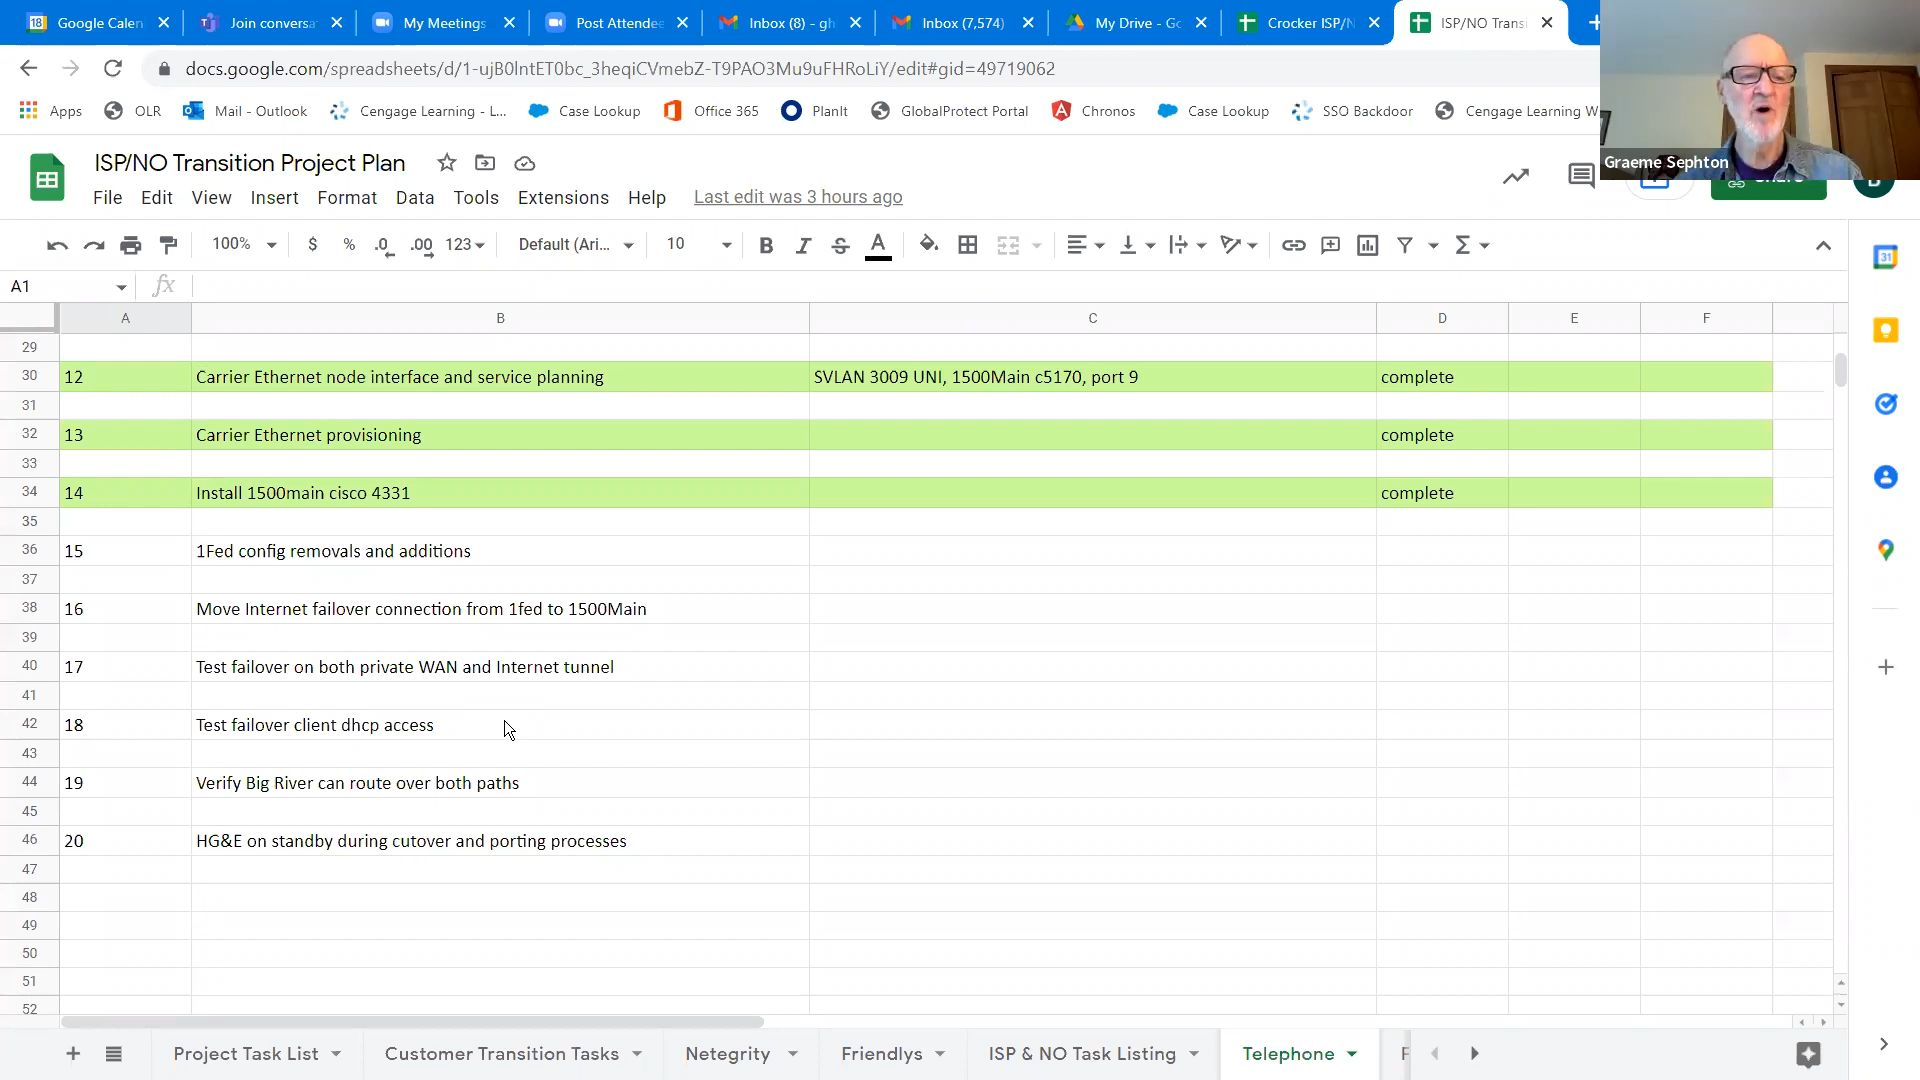 Google Calen
Join conversa
My Meetings
Post Attendee
Inbox (8) - gh
Inbox (7,574)
My Drive - Go
Crocker ISP/N
ISP/NO Transi
docs.google.com/spreadsheets/d/1-ujB0lntET0bc_3heqiCVmebZ-T9PAO3Mu9uFHRoLiY/edit#gid=49719062
Apps OLR Mail - Outlook Cengage Learning - L... Case Lookup Office 365 PlanIt GlobalProtect Portal Chronos Case Lookup SSO Backdoor Cengage Learning W
Graeme Sephton
ISP/NO Transition Project Plan
File Edit View Insert Format Data Tools Extensions Help Last edit was 3 hours ago
100% $ % .0 .00 123 Default (Ari... 10 B I S A
A1 fx
A B C D E F
29
30 12 Carrier Ethernet node interface and service planning SVLAN 3009 UNI, 1500Main c5170, port 9 complete
31
32 13 Carrier Ethernet provisioning complete
33
34 14 Install 1500main cisco 4331 complete
35
36 15 1Fed config removals and additions
37
38 16 Move Internet failover connection from 1fed to 1500Main
39
40 17 Test failover on both private WAN and Internet tunnel
41
42 18 Test failover client dhcp access
43
44 19 Verify Big River can route over both paths
45
46 20 HG&E on standby during cutover and porting processes
47
48
49
50
51
52
Project Task List Customer Transition Tasks Netegrity Friendlys ISP & NO Task Listing Telephone F